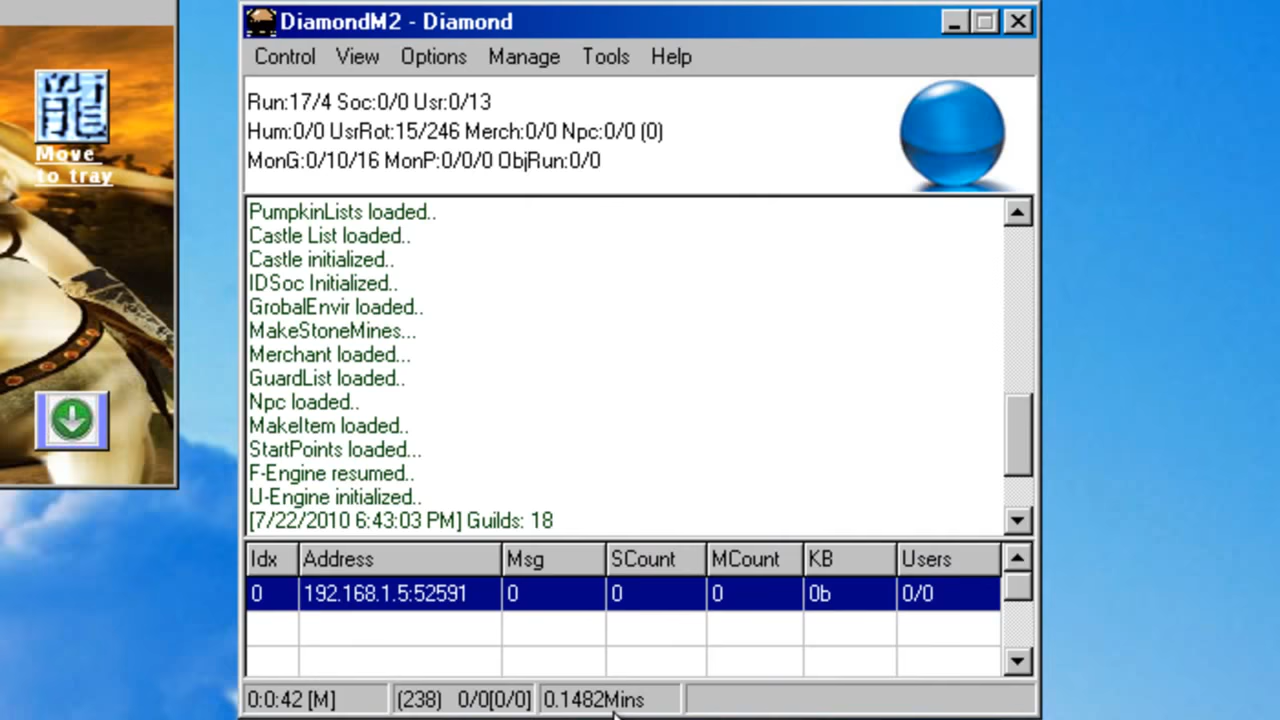 DiamondM2 - Diamond
Control View Options Manage Tools Help
Run:17/4 Soc:0/0 Usr:0/13
Hum:0/0 UsrRot:15/246 Merch:0/0 Npc:0/0 (0)
MonG:0/10/16 MonP:0/0/0 ObjRun:0/0
龍
Move
to tray
PumpkinLists loaded..
Castle List loaded..
Castle initialized..
IDSoc Initialized..
GrobalEnvir loaded..
MakeStoneMines...
Merchant loaded...
GuardList loaded..
Npc loaded..
MakeItem loaded..
StartPoints loaded...
F-Engine resumed..
U-Engine initialized..
[7/22/2010 6:43:03 PM] Guilds: 18
Idx Address Msg SCount MCount KB Users
0 192.168.1.5:52591 0 0 0 0b 0/0
0:0:42 [M] (238) 0/0[0/0] 0.1482Mins